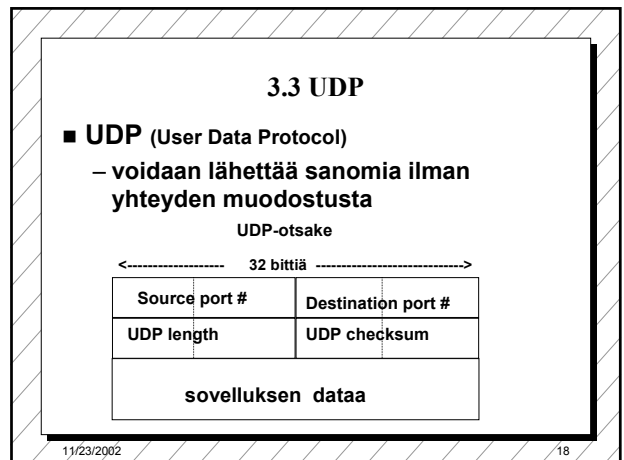 3.3 UDP
■ UDP (User Data Protocol)
– voidaan lähettää sanomia ilman
yhteyden muodostusta
UDP-otsake
<------------------- 32 bittiä ---------------------------->
Source port # Destination port #
UDP length UDP checksum
sovelluksen dataa
11/23/2002 18